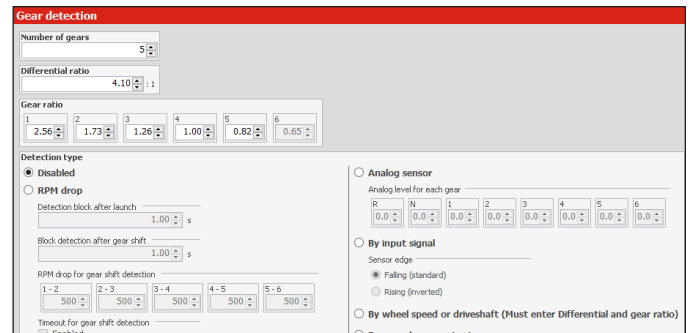 Gear detection
Number of gears
5
Differential ratio
4.10 : 1
Gear ratio
1 2 3 4 5 6
2.56 1.73 1.26 1.00 0.82 0.65
Detection type
Disabled
RPM drop
Detection block after launch
1.00 s
Block detection after gear shift
1.00 s
RPM drop for gear shift detection
1 - 2 2 - 3 3 - 4 4 - 5 5 - 6
500 500 500 500 500
Timeout for gear shift detection
Enabled
Analog sensor
Analog level for each gear
R N 1 2 3 4 5 6
0.0 0.0 0.0 0.0 0.0 0.0 0.0 0.0
By input signal
Sensor edge
Falling (standard)
Rising (inverted)
By wheel speed or driveshaft (Must enter Differential and gear ratio)